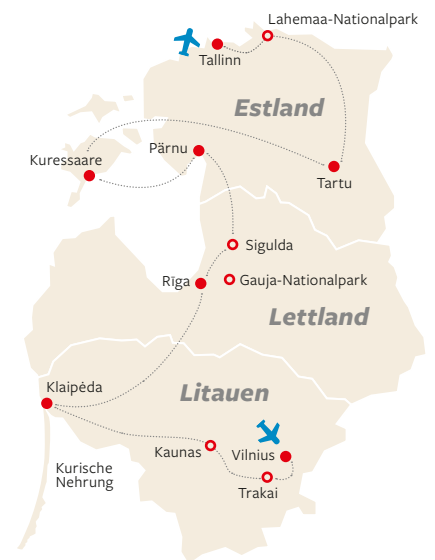 Lahemaa-Nationalpark
Tallinn
Estland
Pärnu
Kuressaare
Tartu
Sigulda
Rīga
Gauja-Nationalpark
Lettland
Klaipėda
Litauen
Kaunas
Vilnius
Kurische
Nehrung
Trakai